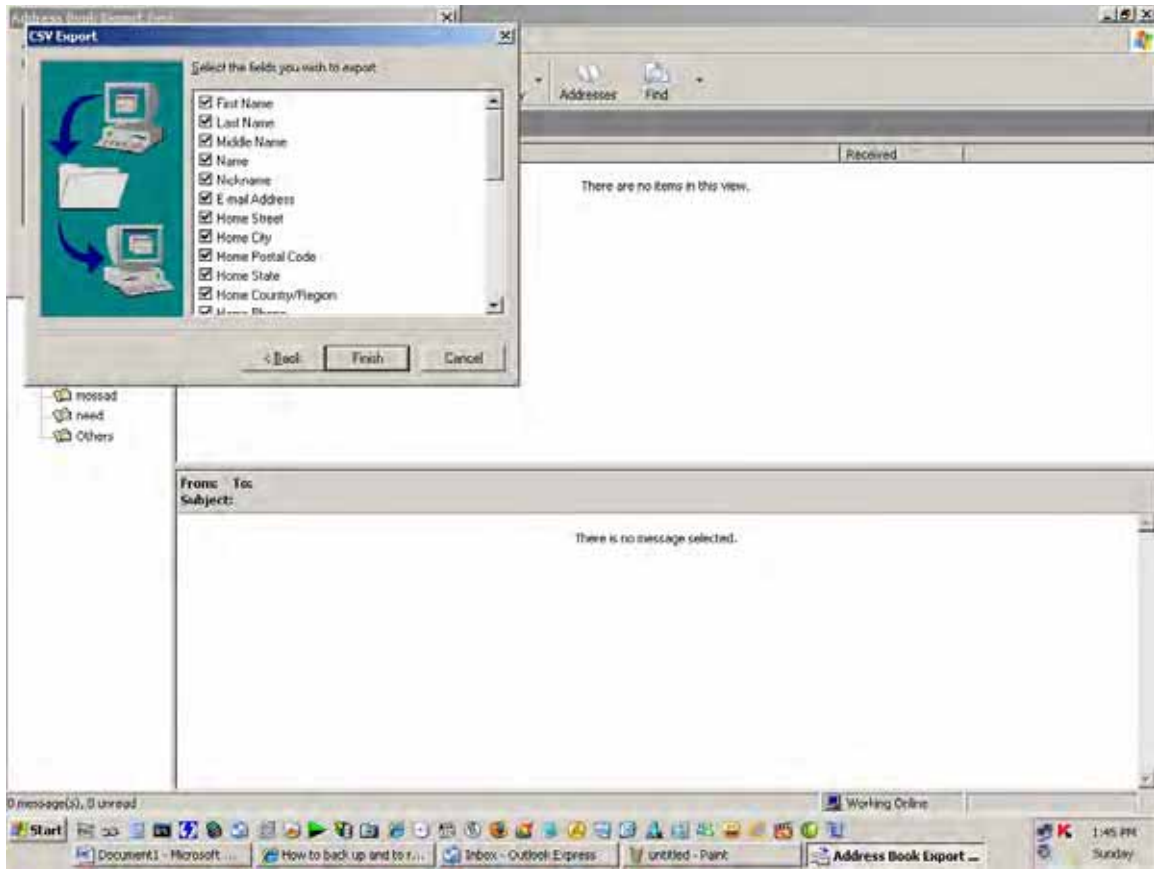 CSV Export
Select the fields you wish to export
First Name
Last Name
Middle Name
Name
Nickname
E-mail Address
Home Street
Home City
Home Postal Code
Home State
Home Country/Region
Home Phone
< Back
Finish
Cancel
Addresses
Find
Received
There are no items in this view.
mossad
need
Others
From: To:
Subject:
There is no message selected.
0 message(s), 0 unread
Working Online
Start
1:45 PM
Document1 - Microsoft ...
How to back up and to r...
Inbox - Outlook Express
untitled - Paint
Address Book Export ...
Sunday